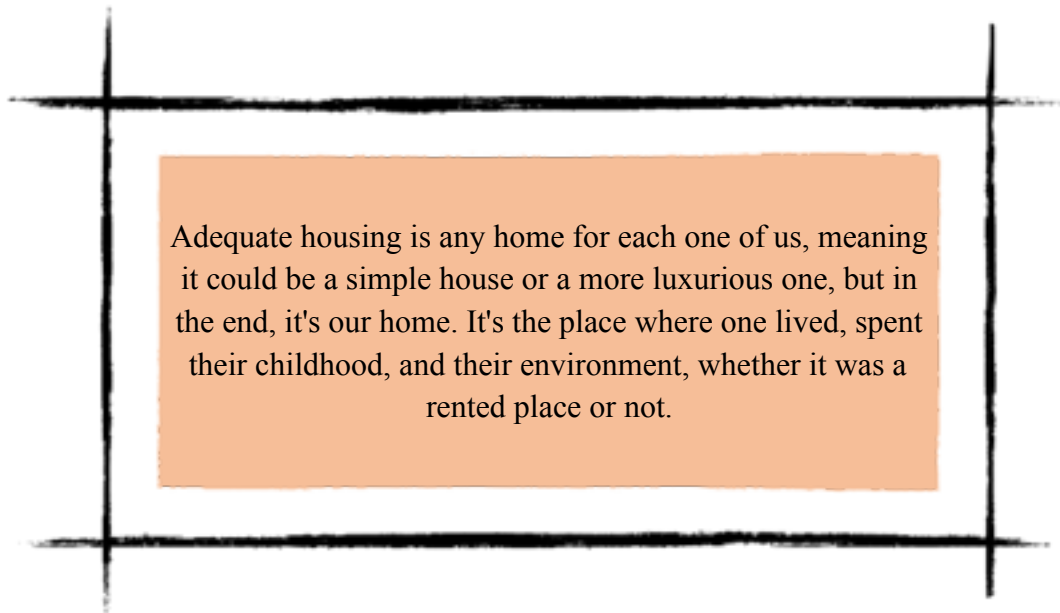 Adequate housing is any home for each one of us, meaning
it could be a simple house or a more luxurious one, but in
the end, it's our home. It's the place where one lived, spent
their childhood, and their environment, whether it was a
rented place or not.